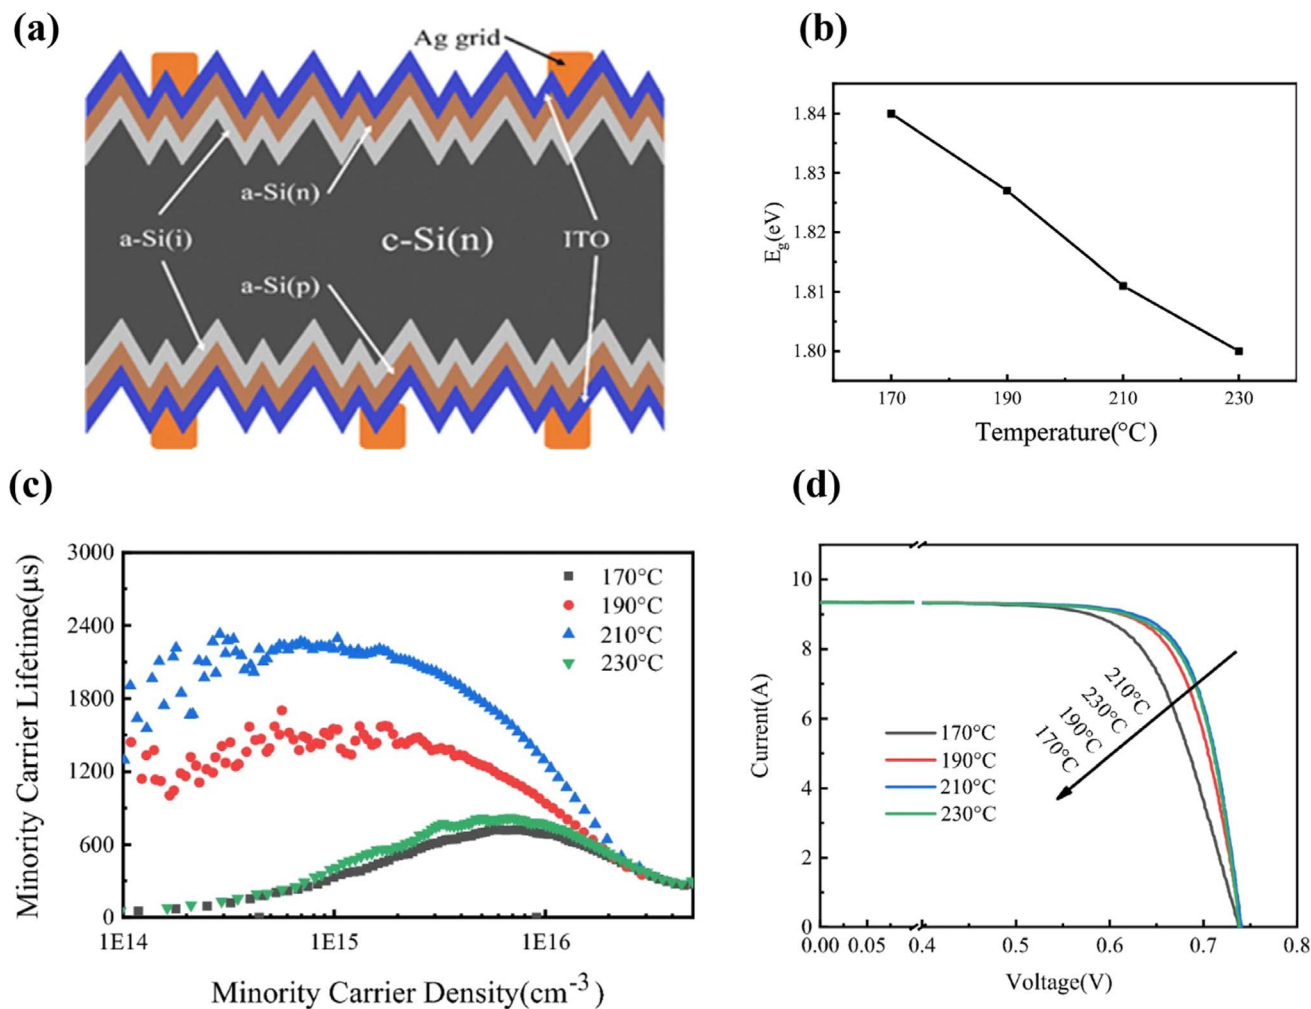 (a)
Ag grid
a-Si(n)
a-Si(i)
c-Si(n)
ITO
a-Si(p)
(b)
1.84
1.83
1.82
1.81
1.80
E_g(eV)
170 190 210 230
Temperature(°C)
(c)
3000
2400
1800
1200
600
0
Minority Carrier Lifetime(μs)
170°C
190°C
210°C
230°C
1E14 1E15 1E16
Minority Carrier Density(cm⁻³)
(d)
10
8
6
4
2
0
Current(A)
170°C
190°C
210°C
230°C
210°C
230°C
190°C
170°C
0.00 0.05 0.4 0.5 0.6 0.7 0.8
Voltage(V)